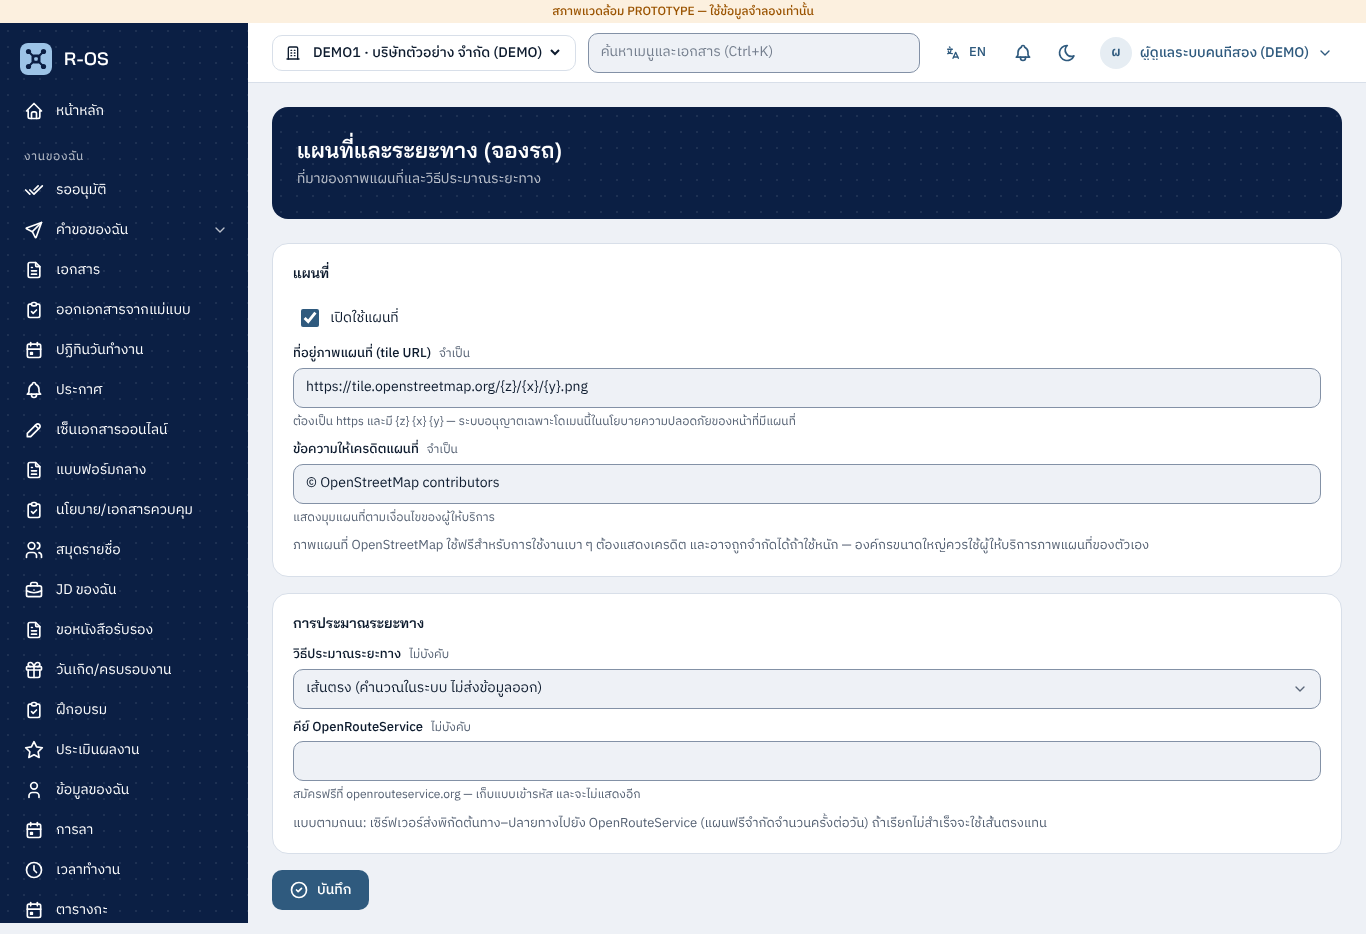 สภาพแวดล้อม PROTOTYPE — ใช้ข้อมูลจำลองเท่านั้น
R-OS
DEMO1 · บริษัทตัวอย่าง จำกัด (DEMO)
ค้นหาเมนูและเอกสาร (Ctrl+K)
EN
ผ
ผู้ดูแลระบบคนที่สอง (DEMO)
หน้าหลัก
งานของฉัน
รออนุมัติ
คำขอของฉัน
เอกสาร
ออกเอกสารจากแม่แบบ
ปฏิทินวันทำงาน
ประกาศ
เซ็นเอกสารออนไลน์
แบบฟอร์มกลาง
นโยบาย/เอกสารควบคุม
สมุดรายชื่อ
JD ของฉัน
ขอหนังสือรับรอง
วันเกิด/ครบรอบงาน
ฝึกอบรม
ประเมินผลงาน
ข้อมูลของฉัน
การลา
เวลาทำงาน
ตารางกะ
แผนที่และระยะทาง (จองรถ)
ที่มาของภาพแผนที่และวิธีประมาณระยะทาง
แผนที่
เปิดใช้แผนที่
ที่อยู่ภาพแผนที่ (tile URL) จำเป็น
https://tile.openstreetmap.org/{z}/{x}/{y}.png
ต้องเป็น https และมี {z} {x} {y} — ระบบอนุญาตเฉพาะโดเมนนี้ในนโยบายความปลอดภัยของหน้าที่มีแผนที่
ข้อความให้เครดิตแผนที่ จำเป็น
© OpenStreetMap contributors
แสดงมุมแผนที่ตามเงื่อนไขของผู้ให้บริการ
ภาพแผนที่ OpenStreetMap ใช้ฟรีสำหรับการใช้งานเบา ๆ ต้องแสดงเครดิต และอาจถูกจำกัดได้ถ้าใช้หนัก — องค์กรขนาดใหญ่ควรใช้ผู้ให้บริการภาพแผนที่ของตัวเอง
การประมาณระยะทาง
วิธีประมาณระยะทาง ไม่บังคับ
เส้นตรง (คำนวณในระบบ ไม่ส่งข้อมูลออก)
คีย์ OpenRouteService ไม่บังคับ
สมัครฟรีที่ openrouteservice.org — เก็บแบบเข้ารหัส และจะไม่แสดงอีก
แบบตามถนน: เซิร์ฟเวอร์ส่งพิกัดต้นทาง–ปลายทางไปยัง OpenRouteService (แผนฟรีจำกัดจำนวนครั้งต่อวัน) ถ้าเรียกไม่สำเร็จจะใช้เส้นตรงแทน
บันทึก